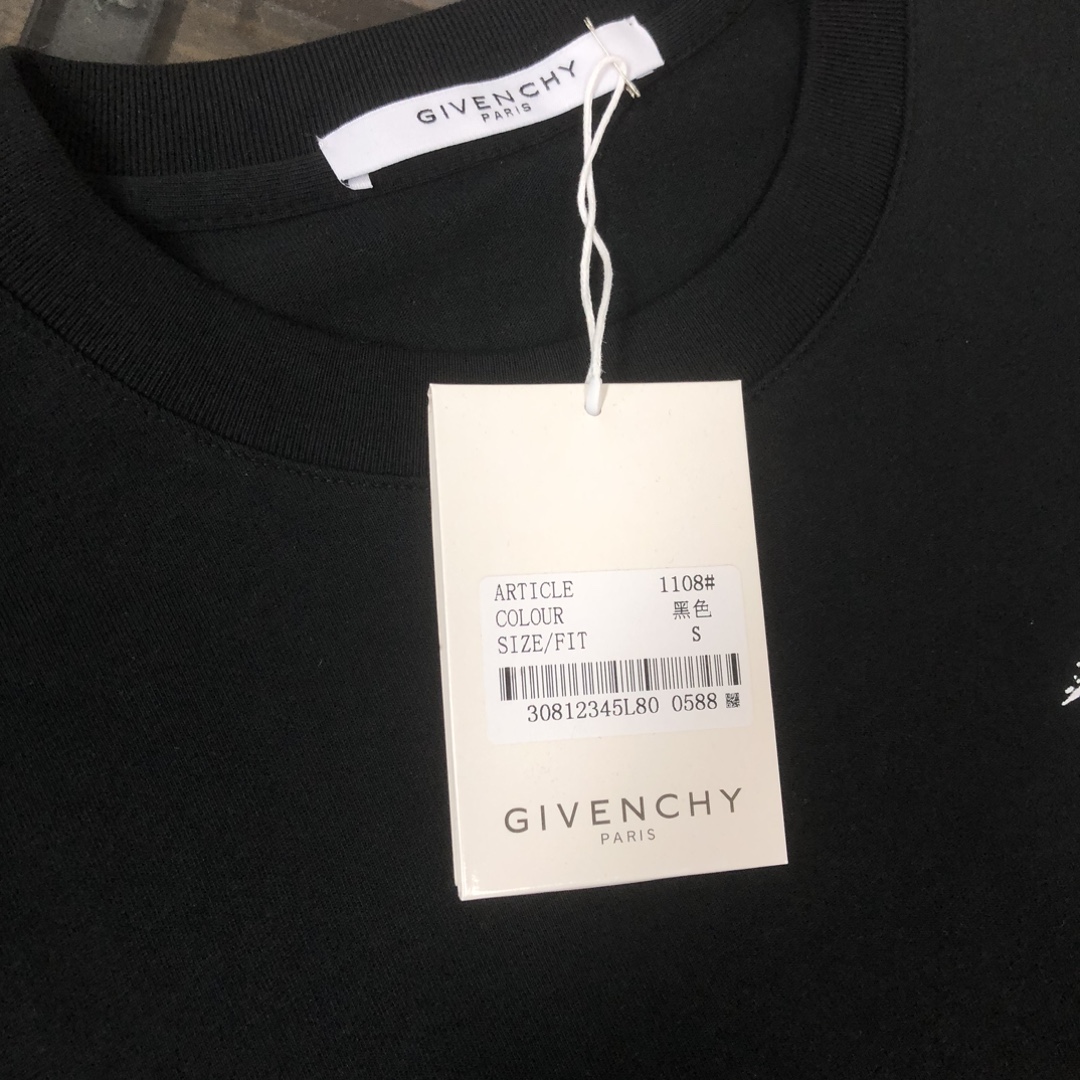 GIVENCHY
PARIS
ARTICLE 1108#
COLOUR 黑色
SIZE/FIT S
30812345L80 0588
GIVENCHY
PARIS